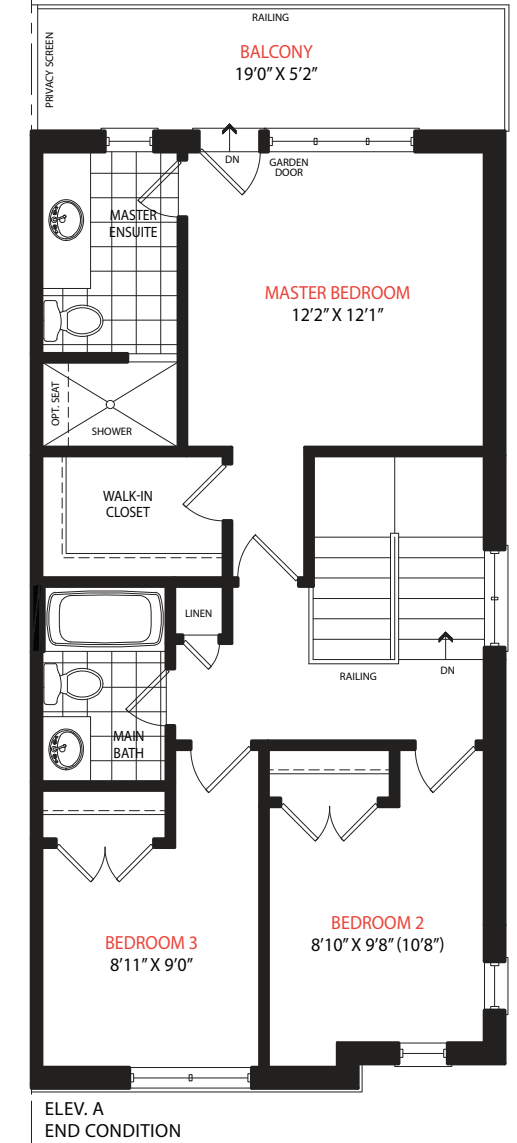 RAILING
PRIVACY SCREEN
BALCONY
19'0" X 5'2"
DN
GARDEN
DOOR
MASTER
ENSUITE
MASTER BEDROOM
12'2" X 12'1"
OPT. SEAT
SHOWER
WALK-IN
CLOSET
LINEN
RAILING
DN
MAIN
BATH
BEDROOM 2
8'10" X 9'8" (10'8")
BEDROOM 3
8'11" X 9'0"
ELEV. A
END CONDITION